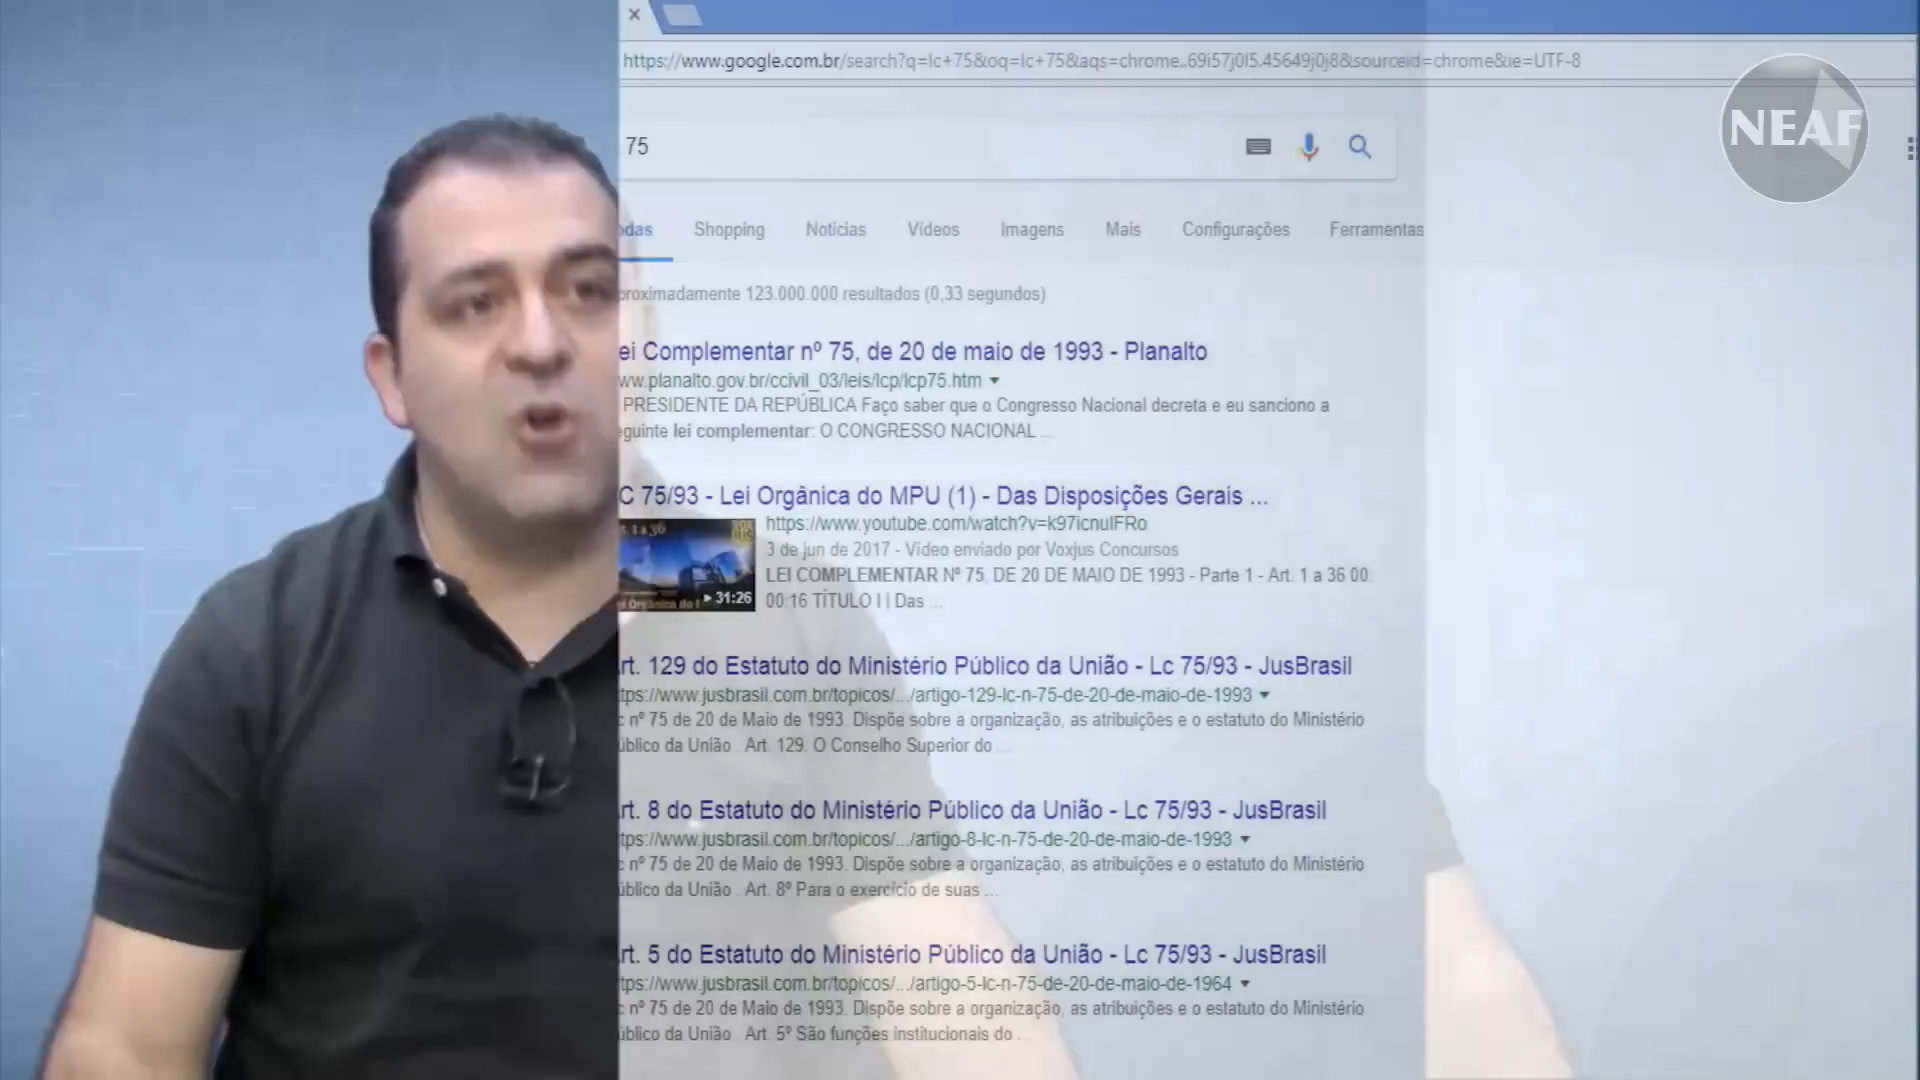 https://www.google.com.br/search?q=lc+75&oq=lc+75&aqs=chrome..69i57j0l5.45649j0j8&sourceid=chrome&ie=UTF-8
NEAF
75
odas Shopping Notícias Vídeos Imagens Mais Configurações Ferramentas
proximadamente 123.000.000 resultados (0,33 segundos)
ei Complementar nº 75, de 20 de maio de 1993 - Planalto
ww.planalto.gov.br/ccivil_03/leis/lcp/lcp75.htm
PRESIDENTE DA REPÚBLICA Faço saber que o Congresso Nacional decreta e eu sanciono a
eguinte lei complementar: O CONGRESSO NACIONAL ...
C 75/93 - Lei Orgânica do MPU (1) - Das Disposições Gerais ...
https://www.youtube.com/watch?v=k97icnuIFRo
3 de jun de 2017 - Vídeo enviado por Voxjus Concursos
LEI COMPLEMENTAR Nº 75, DE 20 DE MAIO DE 1993 - Parte 1 - Art. 1 a 36 00:
00:16 TÍTULO I | Das ...
31:26
rt. 129 do Estatuto do Ministério Público da União - Lc 75/93 - JusBrasil
tps://www.jusbrasil.com.br/topicos/.../artigo-129-lc-n-75-de-20-de-maio-de-1993
c nº 75 de 20 de Maio de 1993. Dispõe sobre a organização, as atribuições e o estatuto do Ministério
úblico da União . Art. 129. O Conselho Superior do ...
rt. 8 do Estatuto do Ministério Público da União - Lc 75/93 - JusBrasil
tps://www.jusbrasil.com.br/topicos/.../artigo-8-lc-n-75-de-20-de-maio-de-1993
c nº 75 de 20 de Maio de 1993. Dispõe sobre a organização, as atribuições e o estatuto do Ministério
úblico da União . Art. 8º Para o exercício de suas ...
rt. 5 do Estatuto do Ministério Público da União - Lc 75/93 - JusBrasil
tps://www.jusbrasil.com.br/topicos/.../artigo-5-lc-n-75-de-20-de-maio-de-1964
c nº 75 de 20 de Maio de 1993. Dispõe sobre a organização, as atribuições e o estatuto do Ministério
úblico da União . Art. 5º São funções institucionais do ...